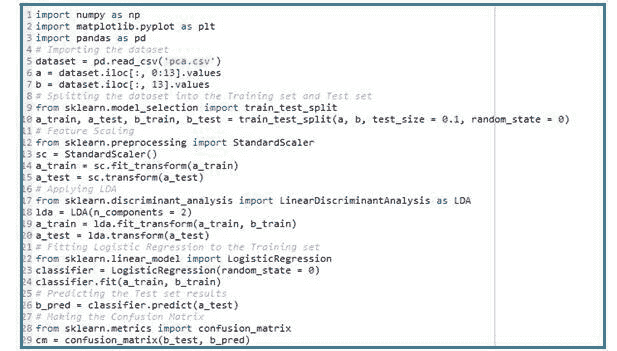 1 import numpy as np
2 import matplotlib.pyplot as plt
3 import pandas as pd
4 # Importing the dataset
5 dataset = pd.read_csv('pca.csv')
6 a = dataset.iloc[:, 0:13].values
7 b = dataset.iloc[:, 13].values
8 # Splitting the dataset into the Training set and Test set
9 from sklearn.model_selection import train_test_split
10 a_train, a_test, b_train, b_test = train_test_split(a, b, test_size = 0.1, random_state = 0)
11 # Feature Scaling
12 from sklearn.preprocessing import StandardScaler
13 sc = StandardScaler()
14 a_train = sc.fit_transform(a_train)
15 a_test = sc.transform(a_test)
16 # Applying LDA
17 from sklearn.discriminant_analysis import LinearDiscriminantAnalysis as LDA
18 lda = LDA(n_components = 2)
19 a_train = lda.fit_transform(a_train, b_train)
20 a_test = lda.transform(a_test)
21 # Fitting Logistic Regression to the Training set
22 from sklearn.linear_model import LogisticRegression
23 classifier = LogisticRegression(random_state = 0)
24 classifier.fit(a_train, b_train)
25 # Predicting the Test set results
26 b_pred = classifier.predict(a_test)
27 # Making the Confusion Matrix
28 from sklearn.metrics import confusion_matrix
29 cm = confusion_matrix(b_test, b_pred)